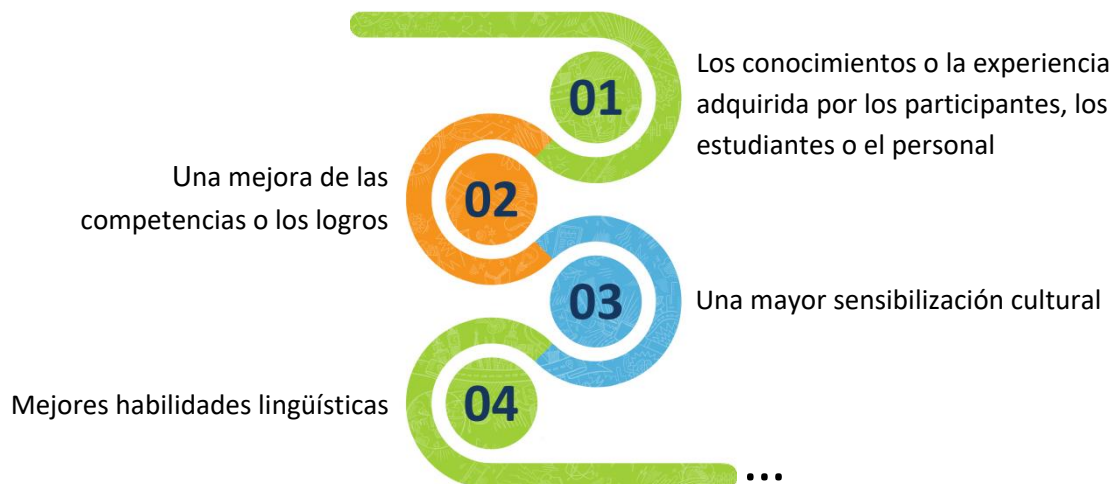 01
Los conocimientos o la experiencia
adquirida por los participantes, los
estudiantes o el personal
Una mejora de las
competencias o los logros
02
03
Una mayor sensibilización cultural
Mejores habilidades lingüísticas
04
...